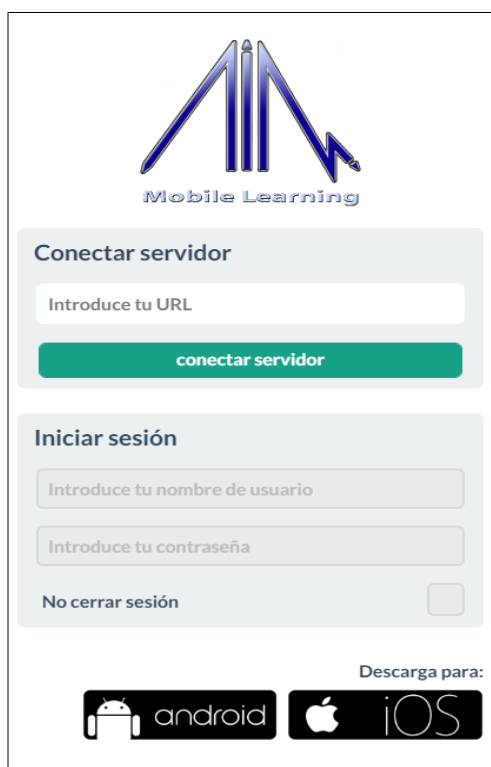 Mobile Learning
Conectar servidor
Introduce tu URL
conectar servidor
Iniciar sesión
Introduce tu nombre de usuario
Introduce tu contraseña
No cerrar sesión
Descarga para:
android
iOS